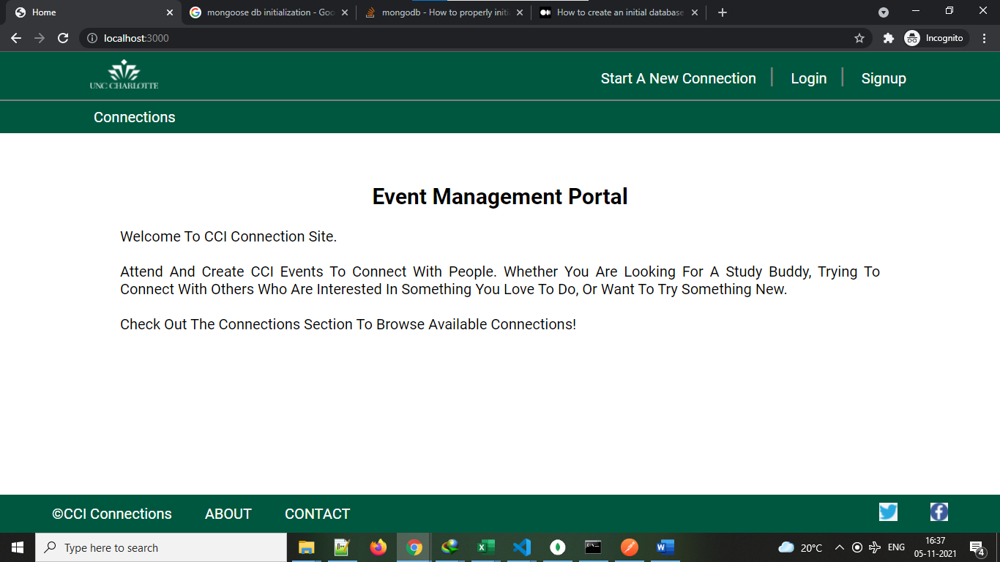 Home
mongoose db initialization - Goo
mongodb - How to properly initi
How to create an initial database
localhost:3000
Incognito
UNC CHARLOTTE
Start A New Connection
Login
Signup
Connections
Event Management Portal
Welcome To CCI Connection Site.
Attend And Create CCI Events To Connect With People. Whether You Are Looking For A Study Buddy, Trying To
Connect With Others Who Are Interested In Something You Love To Do, Or Want To Try Something New.
Check Out The Connections Section To Browse Available Connections!
©CCI Connections
ABOUT
CONTACT
Type here to search
20°C
ENG
16:37
05-11-2021
4